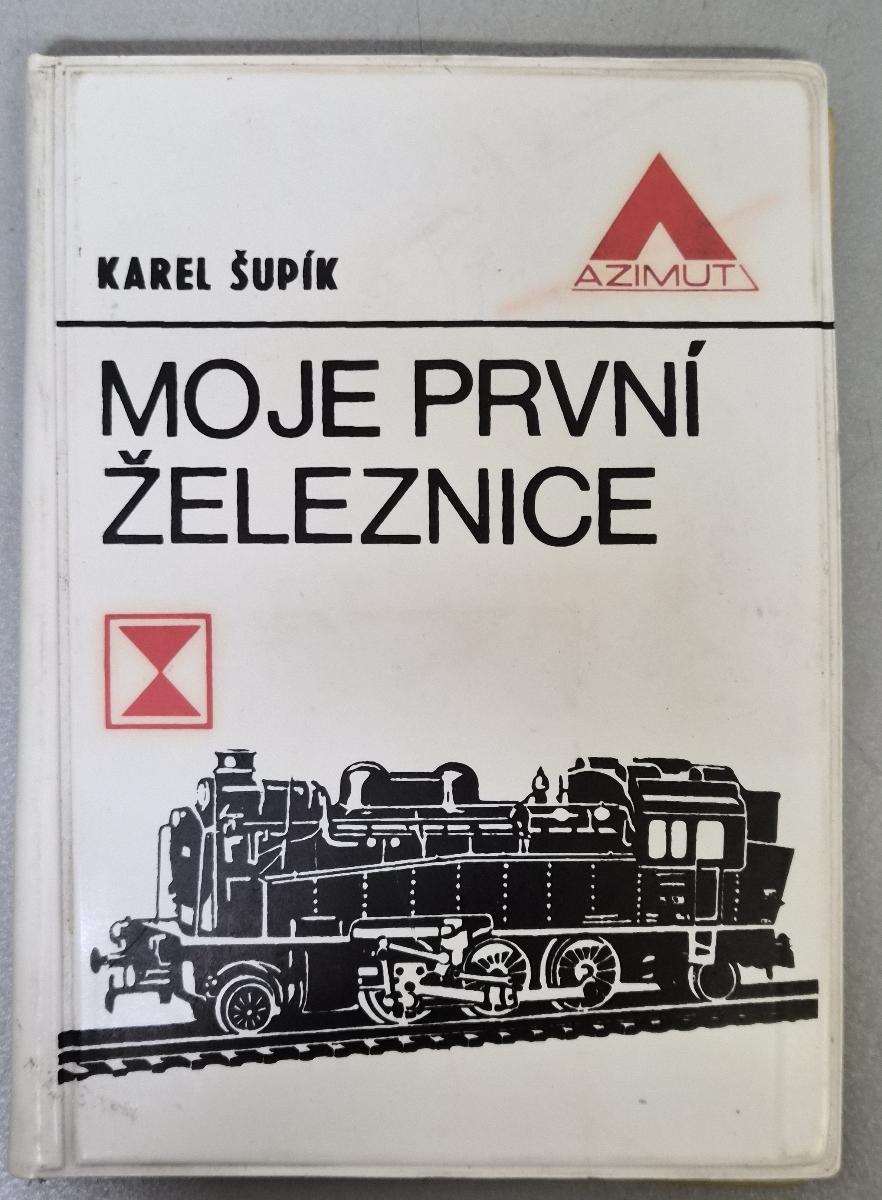 KAREL ŠUPÍK
AZIMUT
MOJE PRVNÍ
ŽELEZNICE